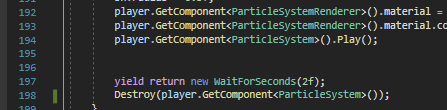 192 player.GetComponent<ParticleSystemRenderer>().material =
193 player.GetComponent<ParticleSystemRenderer>().material.co
194 player.GetComponent<ParticleSystem>().Play();
195
196
197 yield return new WaitForSeconds(2f);
198 Destroy(player.GetComponent<ParticleSystem>());